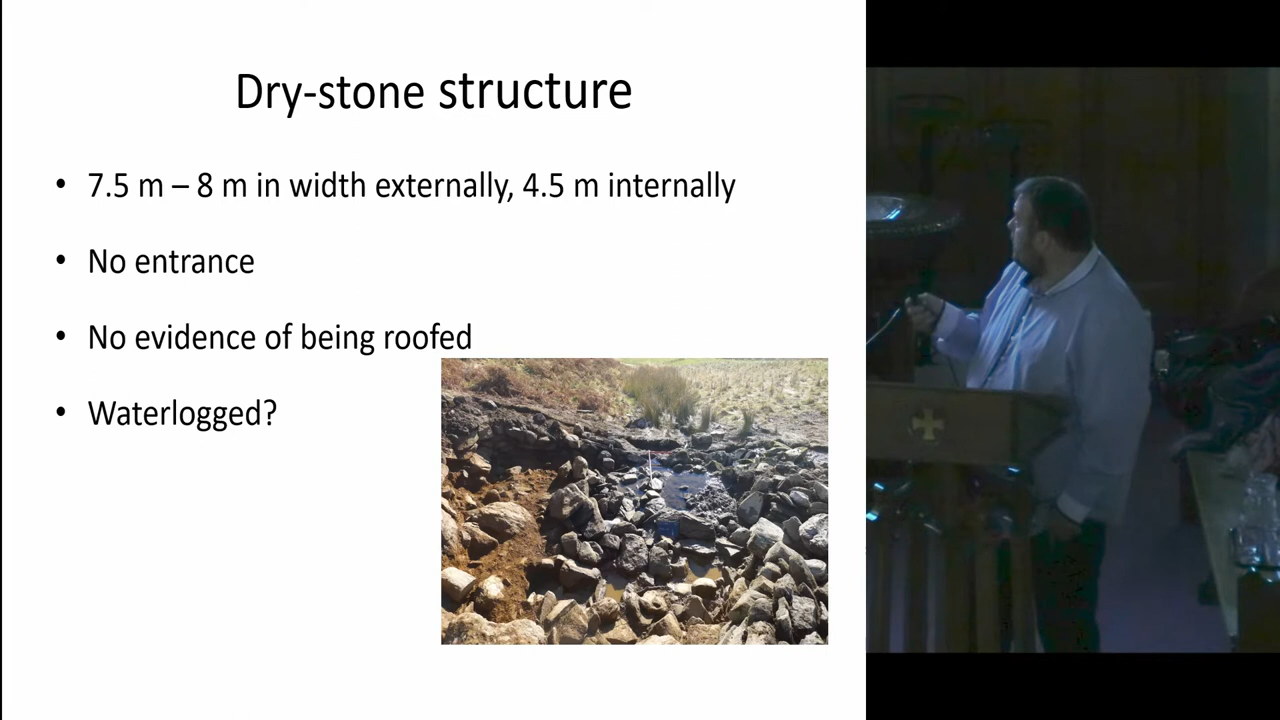 Dry-stone structure
• 7.5 m – 8 m in width externally, 4.5 m internally
• No entrance
• No evidence of being roofed
• Waterlogged?